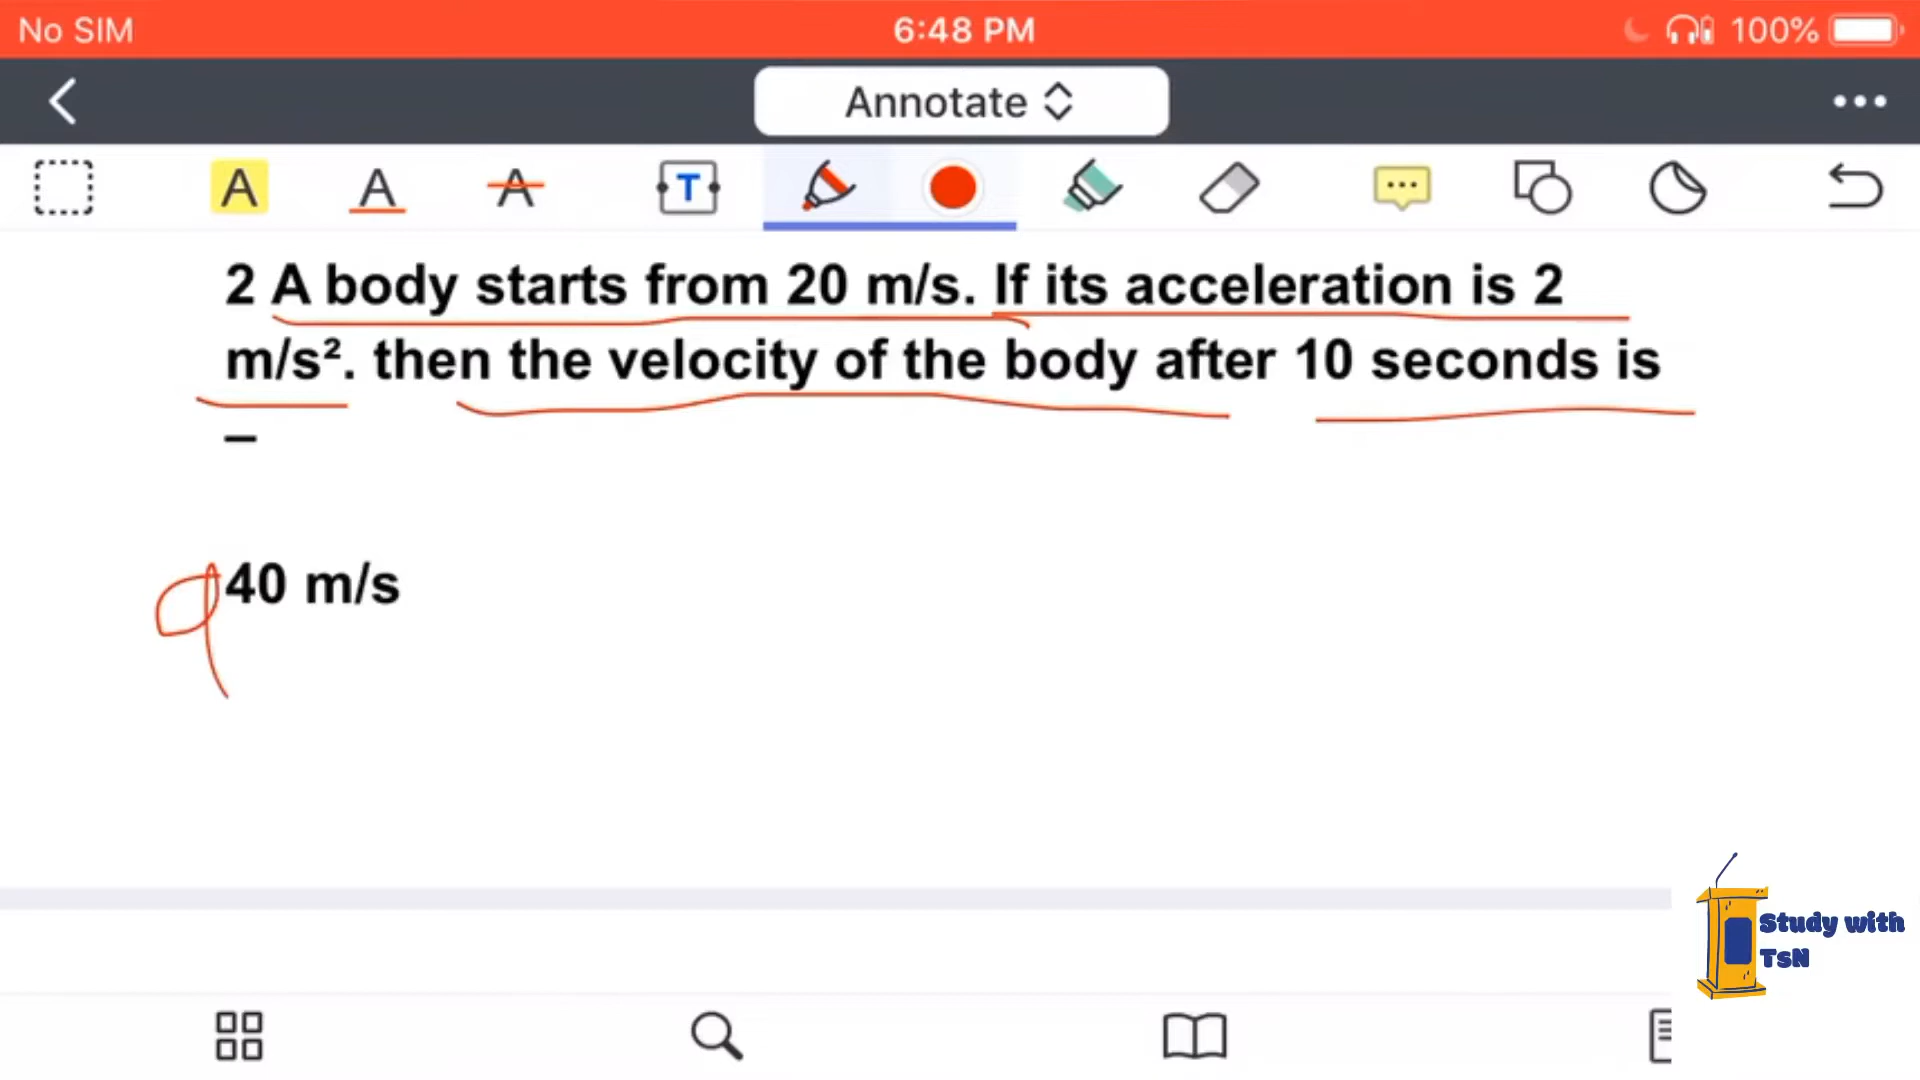 No SIM
6:48 PM
100%
Annotate
A
A
A
T
2 A body starts from 20 m/s. If its acceleration is 2
m/s². then the velocity of the body after 10 seconds is
–
40 m/s
Study with
TsN